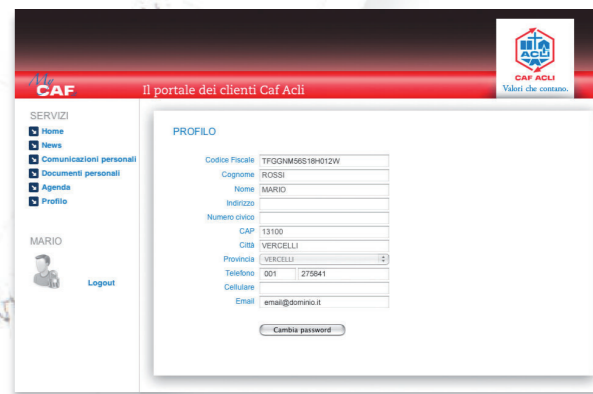 ACLI
CAF ACLI
Valori che contano.
My
CAF
Il portale dei clienti Caf Acli
SERVIZI
Home
News
Comunicazioni personali
Documenti personali
Agenda
Profilo
MARIO
Logout
PROFILO
Codice Fiscale TFGGNM56S18H012W
Cognome ROSSI
Nome MARIO
Indirizzo
Numero civico
CAP 13100
Città VERCELLI
Provincia VERCELLI
Telefono 001 275841
Cellulare
Email email@dominio.it
Cambia password